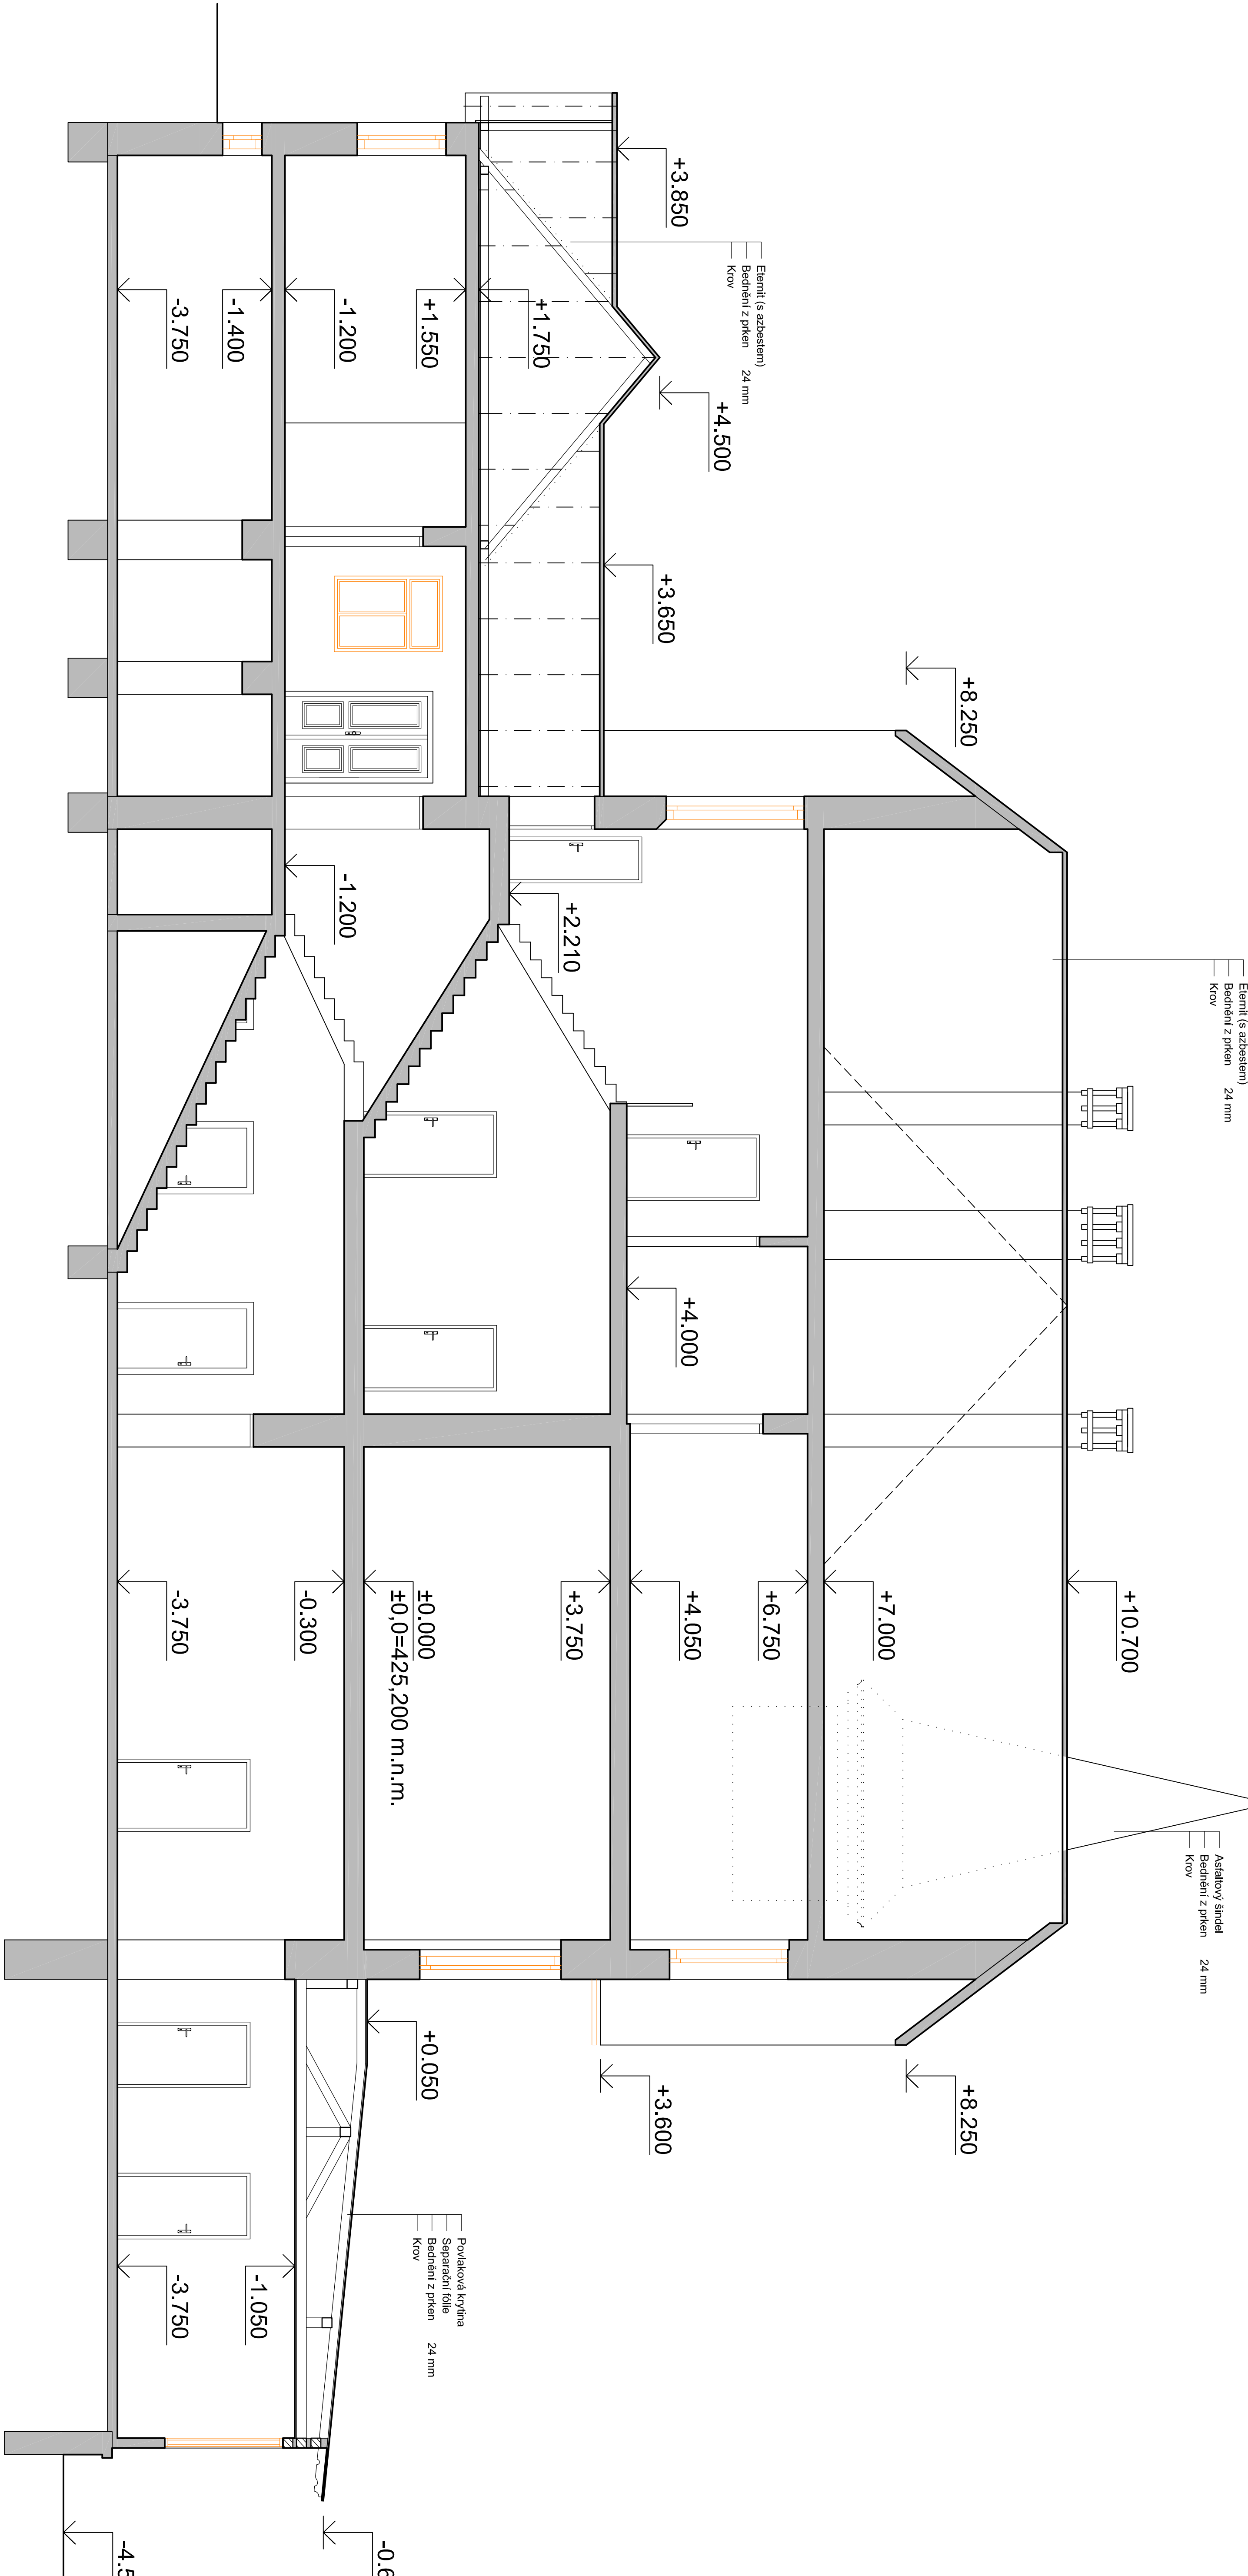 Eternit (s azbestem)
Bednění z prken 24 mm
Krov
Asfaltový šindel
Bednění z prken 24 mm
Krov
+10.700
+8.250
+8.250
Eternit (s azbestem)
Bednění z prken 24 mm
Krov
+7.000
+6.750
+4.500
+3.850
+3.650
+4.000
+4.050
+3.750
+3.600
+2.210
+1.750
+1.550
±0.000
±0,0=425,200 m.n.m.
+0.050
Povlaková krytina
Separační fólie
Bednění z prken 24 mm
Krov
-1.200
-1.200
-0.300
-1.400
-1.050
-3.750
-3.750
-3.750